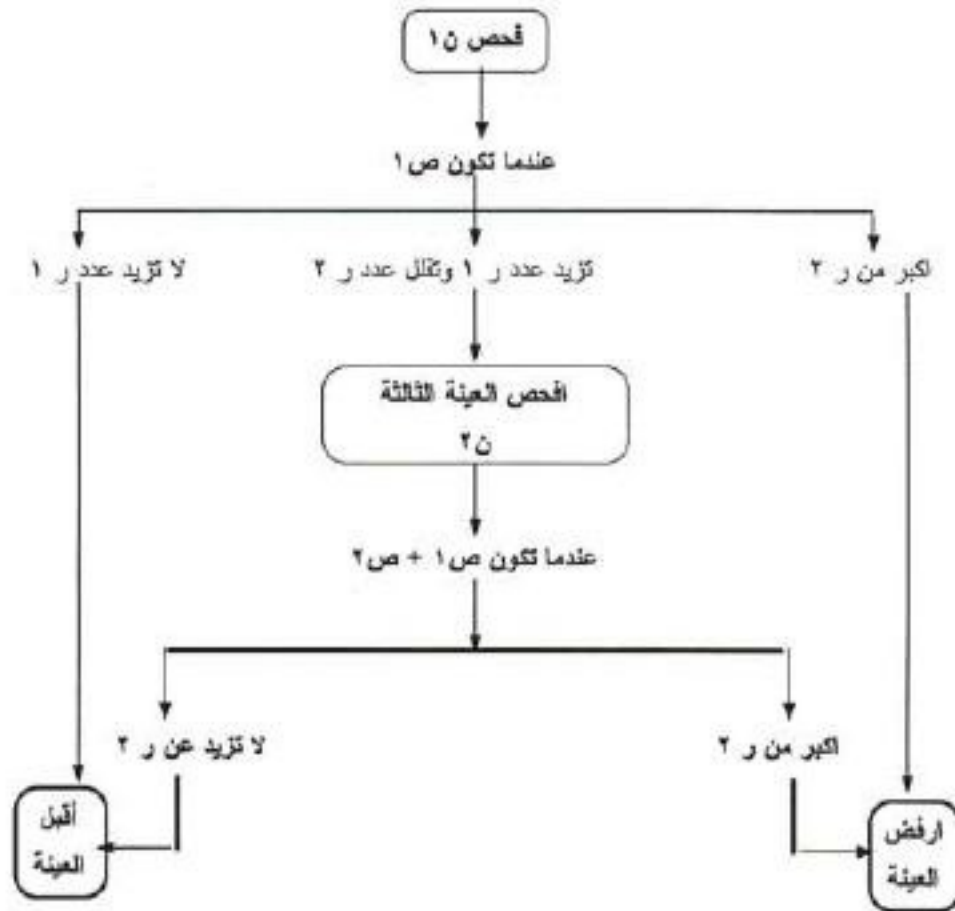 فحص ن١
عندما تكون ص١
لا تزيد عدد ر ١
تزيد عدد ر ١ وتقلل عدد ر ٢
اكبر من ر ٢
افحص العينة الثالثة
ن٢
عندما تكون ص١ + ص٢
لا تزيد عن ر ٢
اكبر من ر ٢
أقبل
العينة
ارفض
العينة